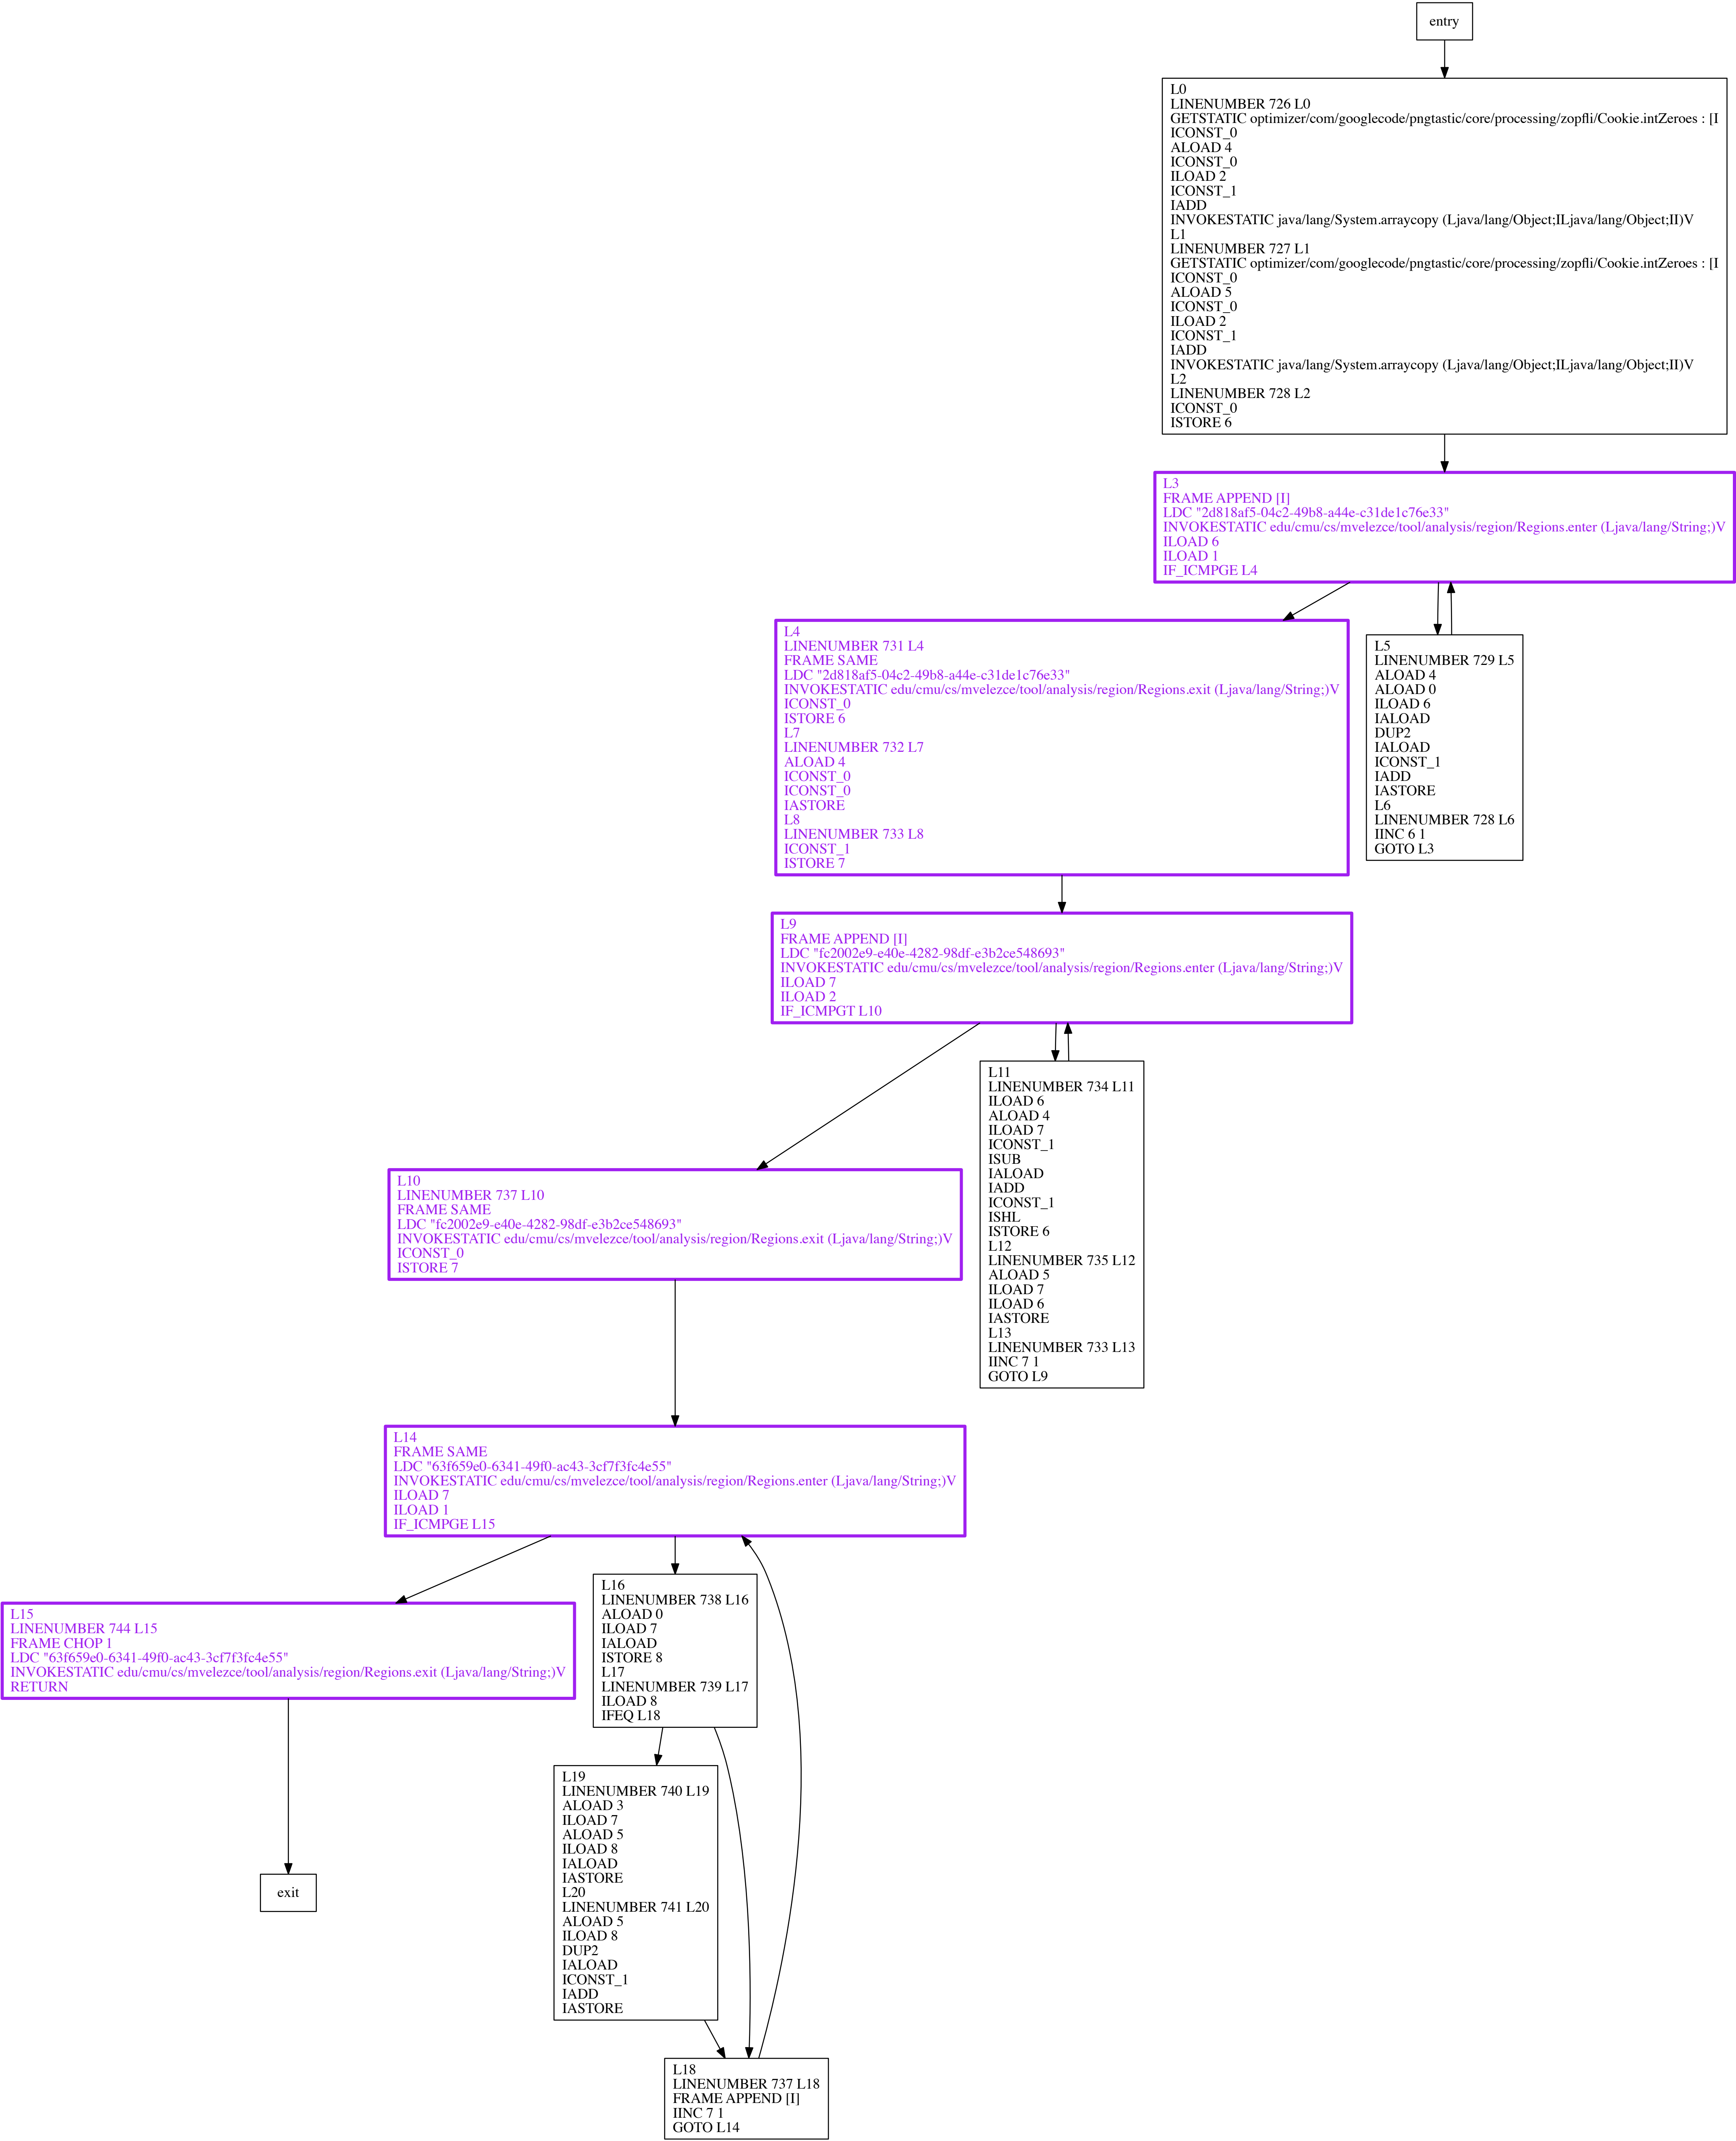 entry
L0
LINENUMBER 726 L0
GETSTATIC optimizer/com/googlecode/pngtastic/core/processing/zopfli/Cookie.intZeroes : [I
ICONST_0
ALOAD 4
ICONST_0
ILOAD 2
ICONST_1
IADD
INVOKESTATIC java/lang/System.arraycopy (Ljava/lang/Object;ILjava/lang/Object;II)V
L1
LINENUMBER 727 L1
GETSTATIC optimizer/com/googlecode/pngtastic/core/processing/zopfli/Cookie.intZeroes : [I
ICONST_0
ALOAD 5
ICONST_0
ILOAD 2
ICONST_1
IADD
INVOKESTATIC java/lang/System.arraycopy (Ljava/lang/Object;ILjava/lang/Object;II)V
L2
LINENUMBER 728 L2
ICONST_0
ISTORE 6
L3
FRAME APPEND [I]
LDC "2d818af5-04c2-49b8-a44e-c31de1c76e33"
INVOKESTATIC edu/cmu/cs/mvelezce/tool/analysis/region/Regions.enter (Ljava/lang/String;)V
ILOAD 6
ILOAD 1
IF_ICMPGE L4
L4
LINENUMBER 731 L4
FRAME SAME
LDC "2d818af5-04c2-49b8-a44e-c31de1c76e33"
INVOKESTATIC edu/cmu/cs/mvelezce/tool/analysis/region/Regions.exit (Ljava/lang/String;)V
ICONST_0
ISTORE 6
L7
LINENUMBER 732 L7
ALOAD 4
ICONST_0
ICONST_0
IASTORE
L8
LINENUMBER 733 L8
ICONST_1
ISTORE 7
L5
LINENUMBER 729 L5
ALOAD 4
ALOAD 0
ILOAD 6
IALOAD
DUP2
IALOAD
ICONST_1
IADD
IASTORE
L6
LINENUMBER 728 L6
IINC 6 1
GOTO L3
L9
FRAME APPEND [I]
LDC "fc2002e9-e40e-4282-98df-e3b2ce548693"
INVOKESTATIC edu/cmu/cs/mvelezce/tool/analysis/region/Regions.enter (Ljava/lang/String;)V
ILOAD 7
ILOAD 2
IF_ICMPGT L10
L11
LINENUMBER 734 L11
ILOAD 6
ALOAD 4
ILOAD 7
ICONST_1
ISUB
IALOAD
IADD
ICONST_1
ISHL
ISTORE 6
L12
LINENUMBER 735 L12
ALOAD 5
ILOAD 7
ILOAD 6
IASTORE
L13
LINENUMBER 733 L13
IINC 7 1
GOTO L9
L10
LINENUMBER 737 L10
FRAME SAME
LDC "fc2002e9-e40e-4282-98df-e3b2ce548693"
INVOKESTATIC edu/cmu/cs/mvelezce/tool/analysis/region/Regions.exit (Ljava/lang/String;)V
ICONST_0
ISTORE 7
L14
FRAME SAME
LDC "63f659e0-6341-49f0-ac43-3cf7f3fc4e55"
INVOKESTATIC edu/cmu/cs/mvelezce/tool/analysis/region/Regions.enter (Ljava/lang/String;)V
ILOAD 7
ILOAD 1
IF_ICMPGE L15
L15
LINENUMBER 744 L15
FRAME CHOP 1
LDC "63f659e0-6341-49f0-ac43-3cf7f3fc4e55"
INVOKESTATIC edu/cmu/cs/mvelezce/tool/analysis/region/Regions.exit (Ljava/lang/String;)V
RETURN
L16
LINENUMBER 738 L16
ALOAD 0
ILOAD 7
IALOAD
ISTORE 8
L17
LINENUMBER 739 L17
ILOAD 8
IFEQ L18
L19
LINENUMBER 740 L19
ALOAD 3
ILOAD 7
ALOAD 5
ILOAD 8
IALOAD
IASTORE
L20
LINENUMBER 741 L20
ALOAD 5
ILOAD 8
DUP2
IALOAD
ICONST_1
IADD
IASTORE
exit
L18
LINENUMBER 737 L18
FRAME APPEND [I]
IINC 7 1
GOTO L14